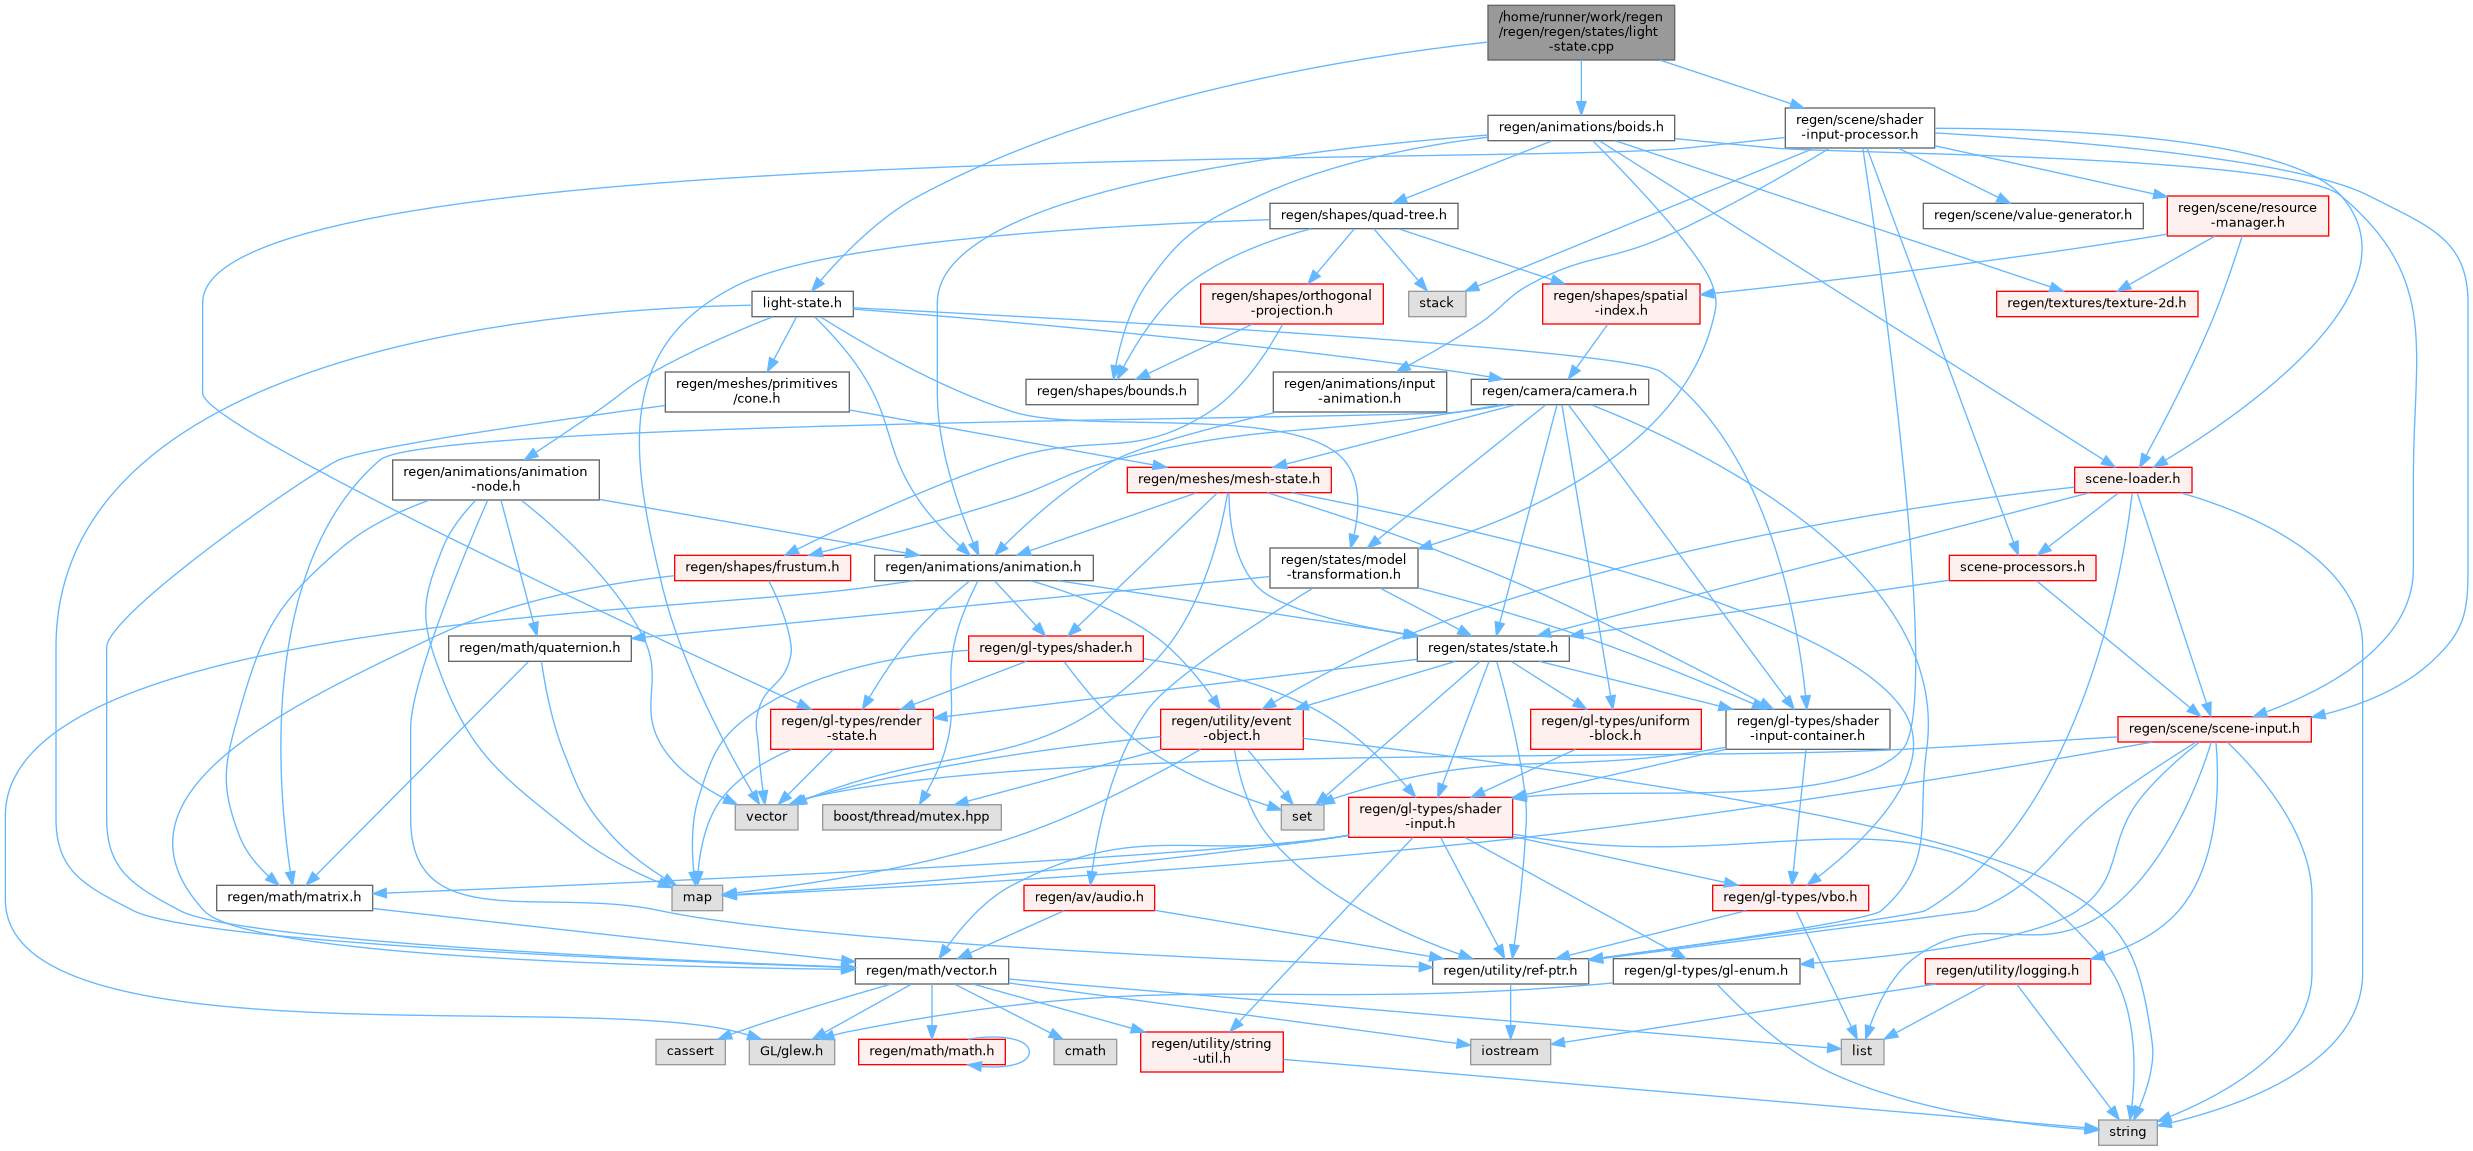 /home/runner/work/regen
/regen/regen/states/light
-state.cpp
regen/animations/boids.h
regen/scene/shader
-input-processor.h
regen/shapes/quad-tree.h
regen/scene/value-generator.h
regen/scene/resource
-manager.h
light-state.h
regen/shapes/orthogonal
-projection.h
stack
regen/shapes/spatial
-index.h
regen/textures/texture-2d.h
regen/meshes/primitives
/cone.h
regen/shapes/bounds.h
regen/animations/input
-animation.h
regen/camera/camera.h
regen/animations/animation
-node.h
regen/meshes/mesh-state.h
scene-loader.h
regen/shapes/frustum.h
regen/animations/animation.h
regen/states/model
-transformation.h
scene-processors.h
regen/math/quaternion.h
regen/gl-types/shader.h
regen/states/state.h
regen/gl-types/render
-state.h
regen/utility/event
-object.h
regen/gl-types/uniform
-block.h
regen/gl-types/shader
-input-container.h
regen/scene/scene-input.h
vector
boost/thread/mutex.hpp
set
regen/gl-types/shader
-input.h
regen/math/matrix.h
map
regen/av/audio.h
regen/gl-types/vbo.h
regen/math/vector.h
regen/utility/ref-ptr.h
regen/gl-types/gl-enum.h
regen/utility/logging.h
cassert
GL/glew.h
regen/math/math.h
cmath
regen/utility/string
-util.h
iostream
list
string